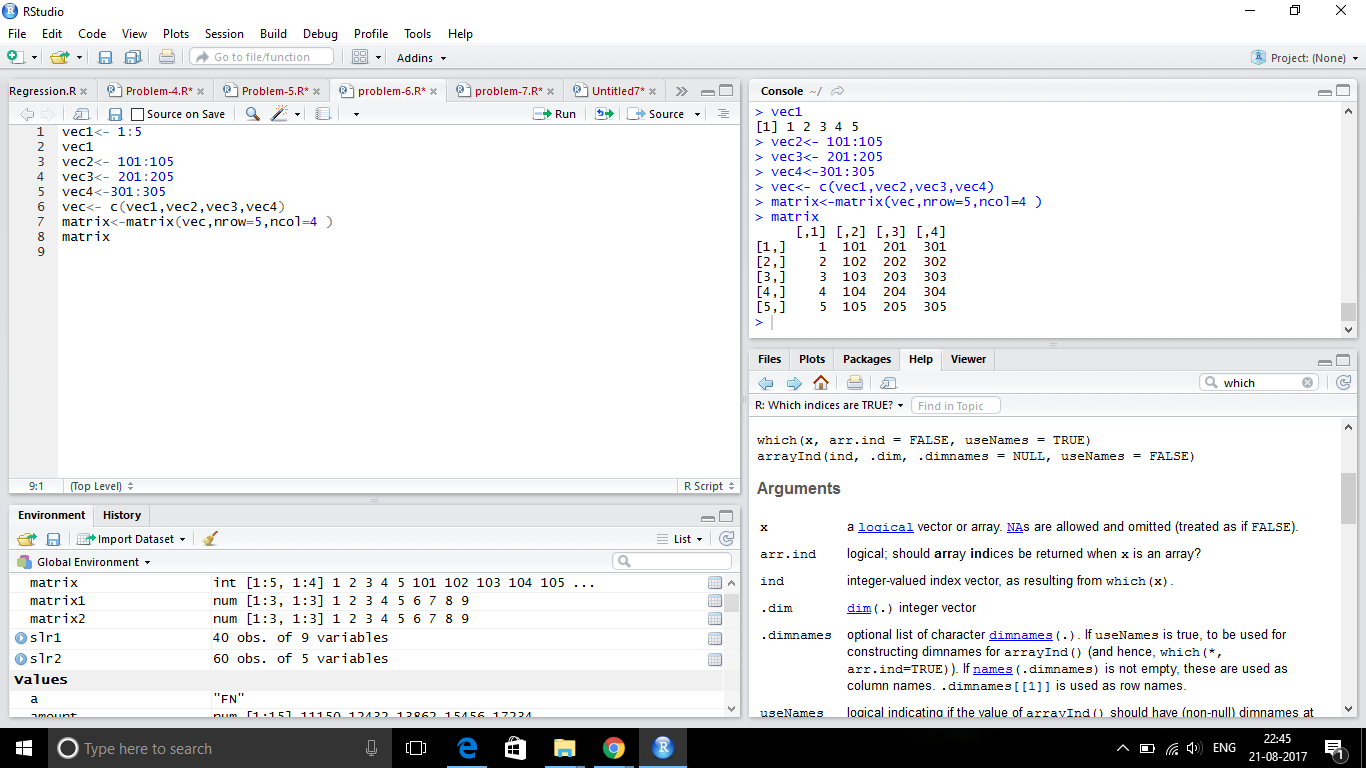 RStudio
File Edit Code View Plots Session Build Debug Profile Tools Help
Go to file/function Addins Project: (None)
Regression.R Problem-4.R* Problem-5.R* problem-6.R* problem-7.R* Untitled7*
Source on Save Run Source
1 vec1<- 1:5
2 vec1
3 vec2<- 101:105
4 vec3<- 201:205
5 vec4<-301:305
6 vec<- c(vec1,vec2,vec3,vec4)
7 matrix<-matrix(vec,nrow=5,ncol=4 )
8 matrix
9
9:1 (Top Level) R Script
Environment History
Import Dataset List
Global Environment
matrix int [1:5, 1:4] 1 2 3 4 5 101 102 103 104 105 ...
matrix1 num [1:3, 1:3] 1 2 3 4 5 6 7 8 9
matrix2 num [1:3, 1:3] 1 2 3 4 5 6 7 8 9
slr1 40 obs. of 9 variables
slr2 60 obs. of 5 variables
Values
a "FN"
amount num [1:15] 11150 12432 13862 15456 17234
Console ~/
> vec1
[1] 1 2 3 4 5
> vec2<- 101:105
> vec3<- 201:205
> vec4<-301:305
> vec<- c(vec1,vec2,vec3,vec4)
> matrix<-matrix(vec,nrow=5,ncol=4 )
> matrix
[,1] [,2] [,3] [,4]
[1,] 1 101 201 301
[2,] 2 102 202 302
[3,] 3 103 203 303
[4,] 4 104 204 304
[5,] 5 105 205 305
>
Files Plots Packages Help Viewer
which
R: Which indices are TRUE? Find in Topic
which(x, arr.ind = FALSE, useNames = TRUE)
arrayInd(ind, .dim, .dimnames = NULL, useNames = FALSE)
Arguments
x a logical vector or array. NAs are allowed and omitted (treated as if FALSE).
arr.ind logical; should array indices be returned when x is an array?
ind integer-valued index vector, as resulting from which(x).
.dim dim(.) integer vector
.dimnames optional list of character dimnames(.). If useNames is true, to be used for
constructing dimnames for arrayInd() (and hence, which(*,
arr.ind=TRUE)). If names(.dimnames) is not empty, these are used as
column names. .dimnames[[1]] is used as row names.
useNames logical indicating if the value of arrayInd() should have (non-null) dimnames at
Type here to search
ENG
22:45
21-08-2017
1